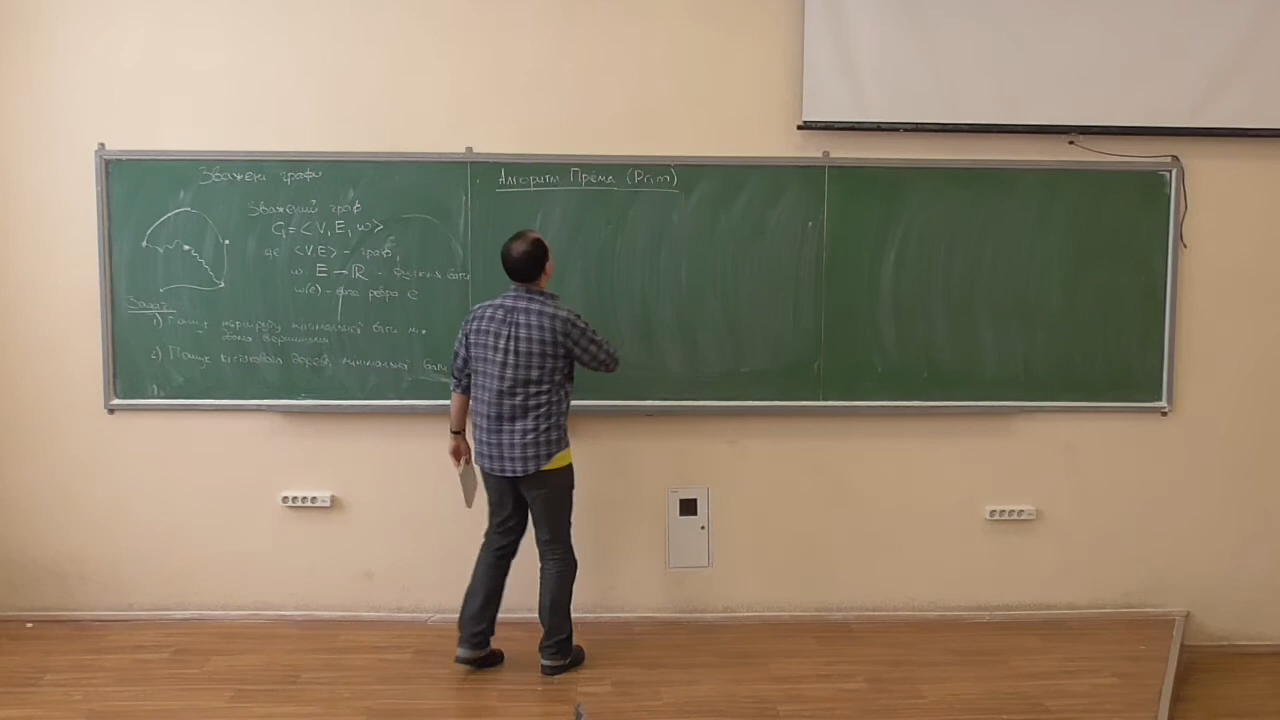 Зважені графи
Зважений граф
G=<V, E, w>
де <V,E> - граф,
w: E → ℝ - функція ваги
w(e) - вага ребра e
Задачі:
1) Пошук маршруту мінімальної ваги між
двома вершинами
2) Пошук кістякового дерева мінімальної ваги
Алгоритм Пріма (Prim)